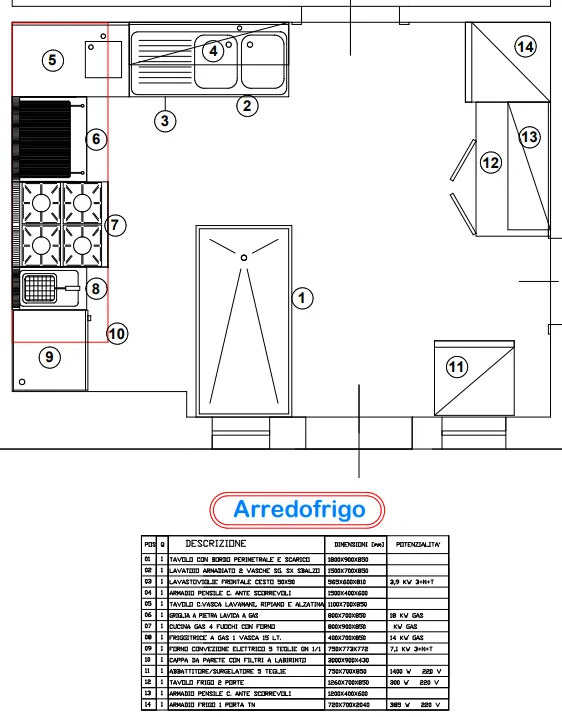 5
4
14
3
2
13
6
12
7
1
8
10
9
11
Arredofrigo
POS Q DESCRIZIONE DIMENSIONI [mm] POTENZIALITA'
01 1 TAVOLO CON BORDO PERIMETRALE E SCARICO 1800X900X850
02 1 LAVATOIO ARMADIATO 2 VASCHE SG. SX SBALZO 1500X700X850
03 1 LAVASTOVIGLIE FRONTALE CESTO 50X50 565X600X810 3,9 KW 3+N+T
04 1 ARMADIO PENSILE C. ANTE SCORREVOLI 1500X400X600
05 1 TAVOLO C.VASCA LAVAMANI, RIPIANO E ALZATINA 1100X700X850
06 1 GRIGLIA A PIETRA LAVICA A GAS 800X700X850 18 KW GAS
07 1 CUCINA GAS 4 FUOCHI CON FORNO 800X900X850 KW GAS
08 1 FRIGGITRICE A GAS 1 VASCA 15 LT. 400X700X850 14 KW GAS
09 1 FORNO CONVEZIONE ELETTRICO 5 TEGLIE GN 1/1 750X773X772 7,1 KW 3+N+T
10 1 CAPPA DA PARETE CON FILTRI A LABIRINTO 3000X900X430
11 1 ABBATTITORE/SURGELATORE 5 TEGLIE 750X700X850 1400 W 220 V
12 1 TAVOLO FRIGO 2 PORTE 1260X700X850 300 W 220 V
13 1 ARMADIO PENSILE C. ANTE SCORREVOLI 1200X400X600
14 1 ARMADIO FRIGO 1 PORTA TN 720X700X2040 385 W 220 V